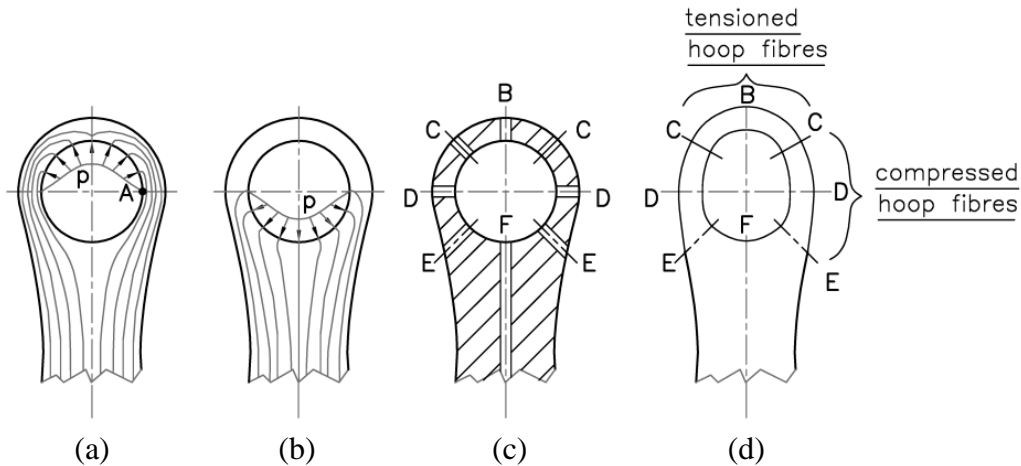 tensioned
hoop fibres
B
B
C
C
C
C
p
A
p
D
D
D
D
compressed
hoop fibres
F
F
E
E
E
E
(a)
(b)
(c)
(d)